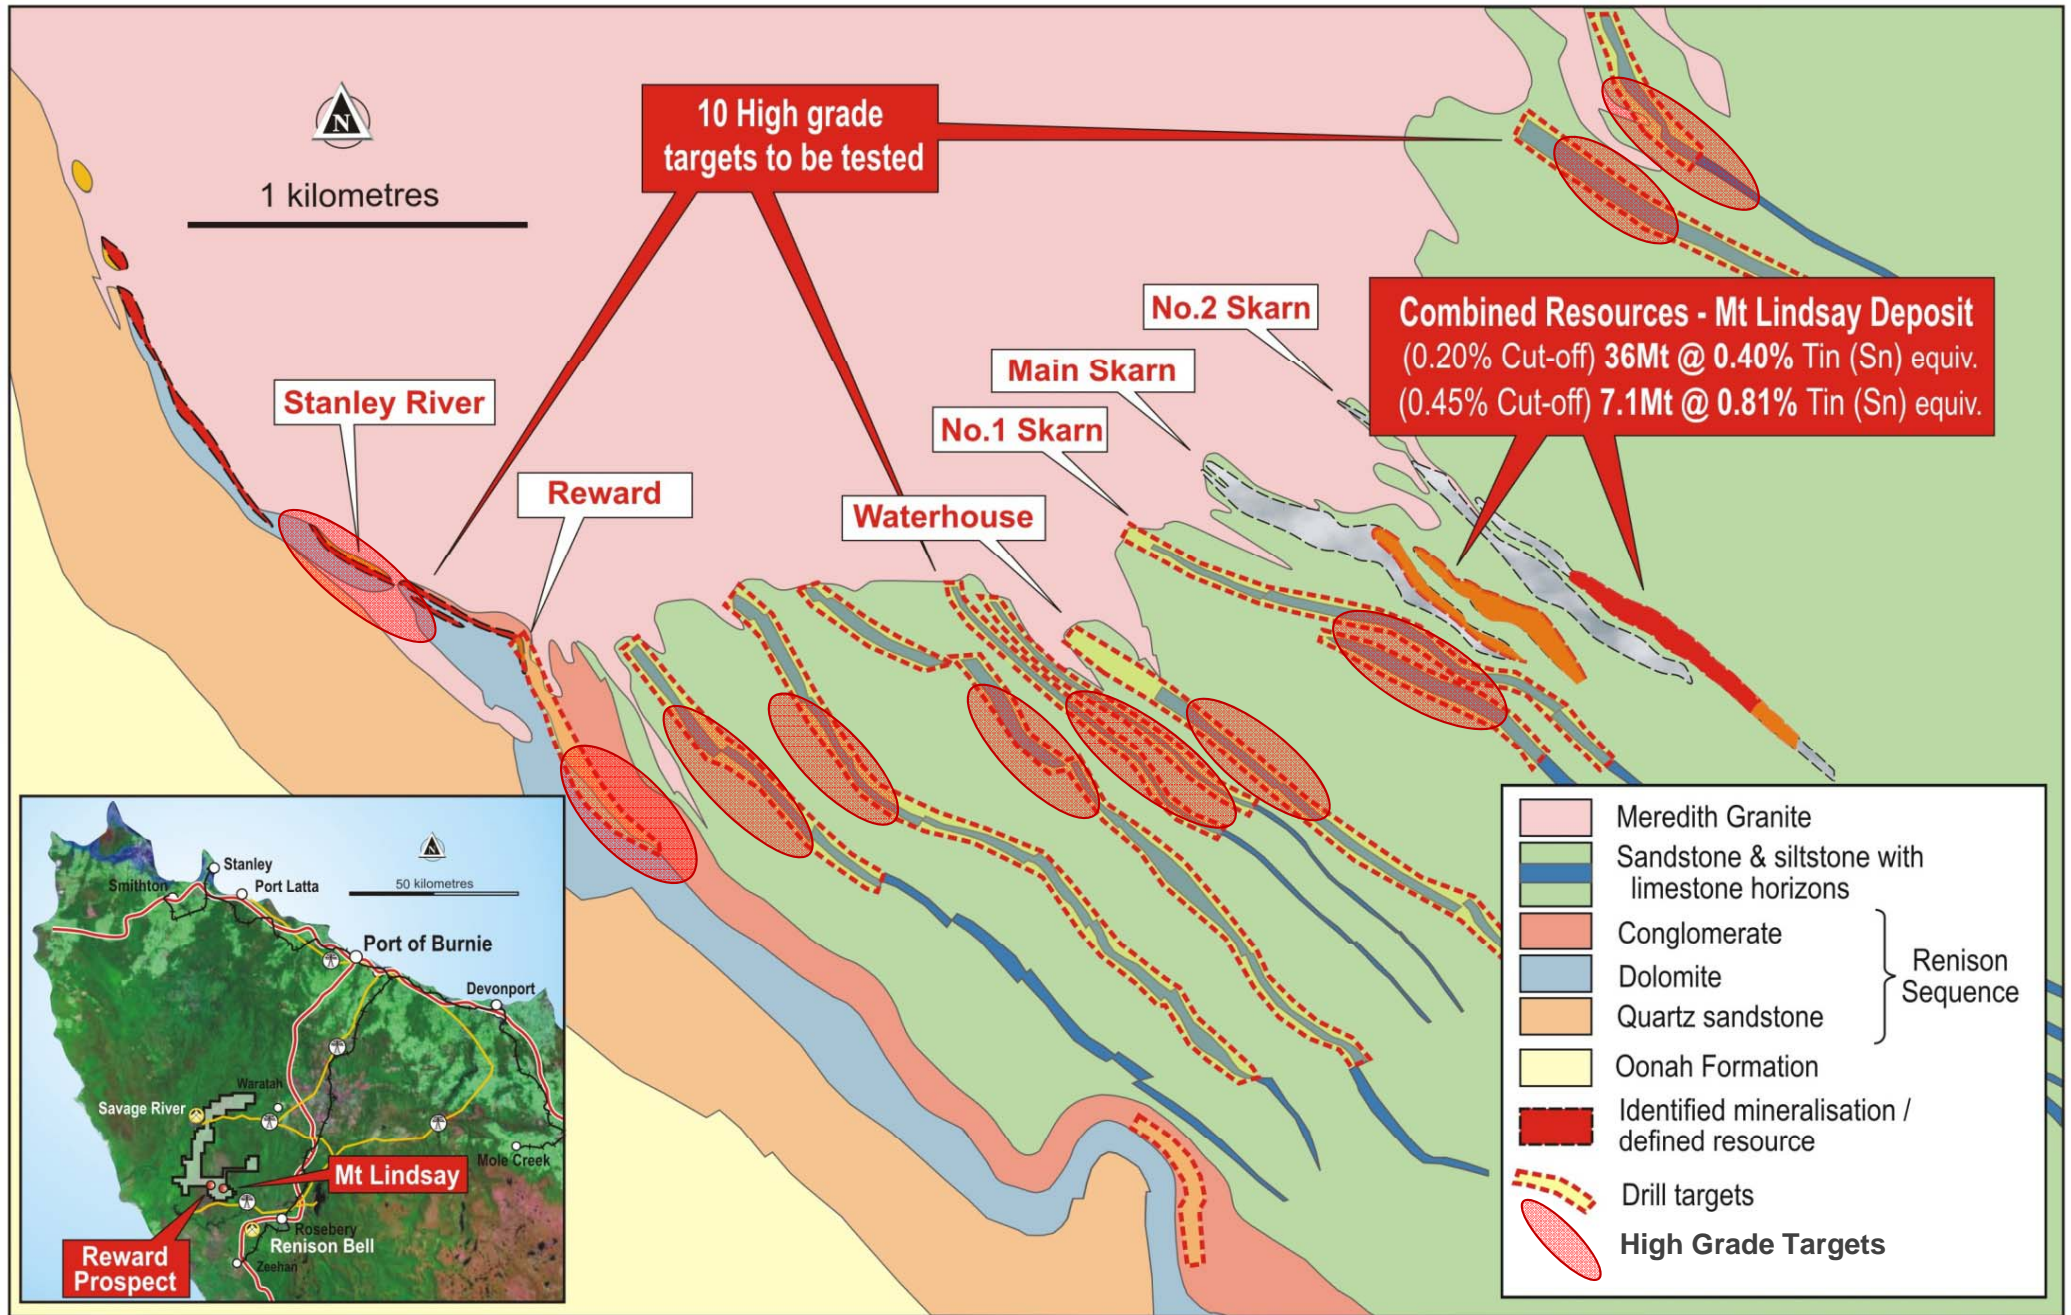 10 High grade
targets to be tested
N
1 kilometres
No.2 Skarn
Combined Resources - Mt Lindsay Deposit
(0.20% Cut-off) 36Mt @ 0.40% Tin (Sn) equiv.
(0.45% Cut-off) 7.1Mt @ 0.81% Tin (Sn) equiv.
Main Skarn
Stanley River
No.1 Skarn
Reward
Waterhouse
Meredith Granite
Sandstone & siltstone with
limestone horizons
Conglomerate
Dolomite
Quartz sandstone
Renison
Sequence
Oonah Formation
Identified mineralisation /
defined resource
Drill targets
High Grade Targets
N
50 kilometres
Stanley
Smithton
Port Latta
Port of Burnie
Devonport
Waratah
Savage River
Mole Creek
Mt Lindsay
Rosebery
Renison Bell
Reward
Prospect
Zeehan